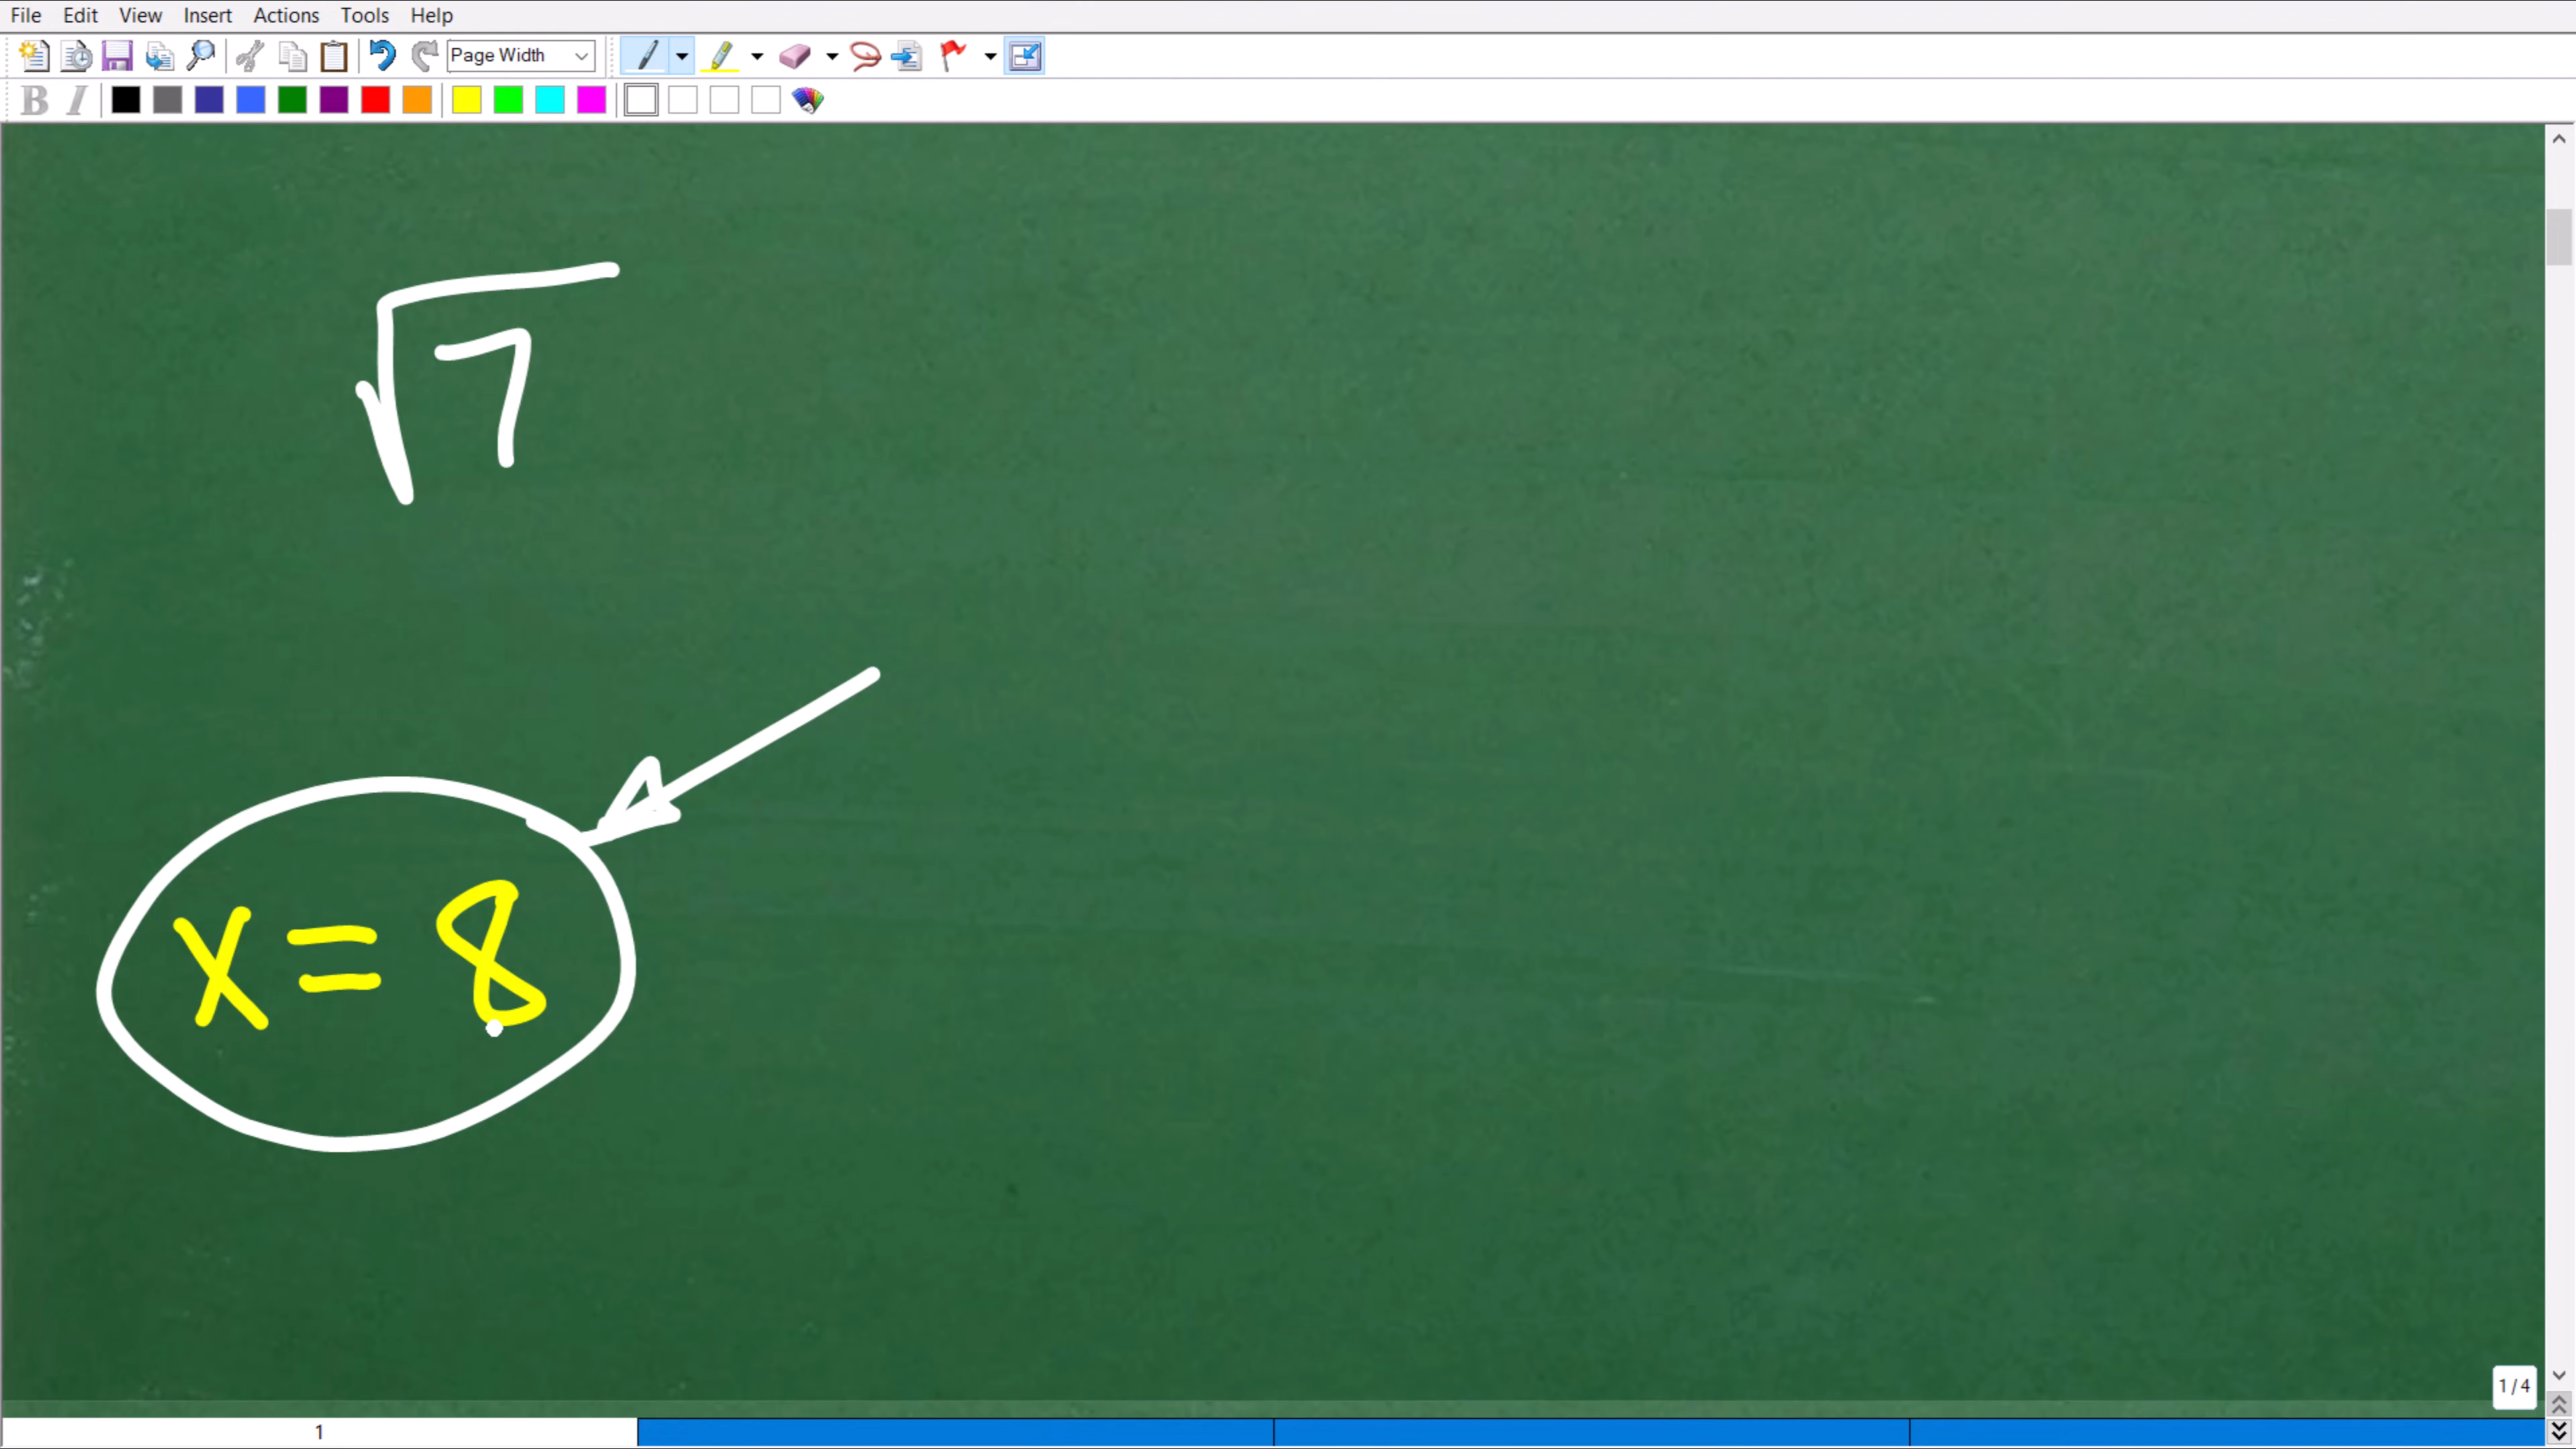 File Edit View Insert Actions Tools Help
Page Width
B I
√7
x = 8
1 / 4
1